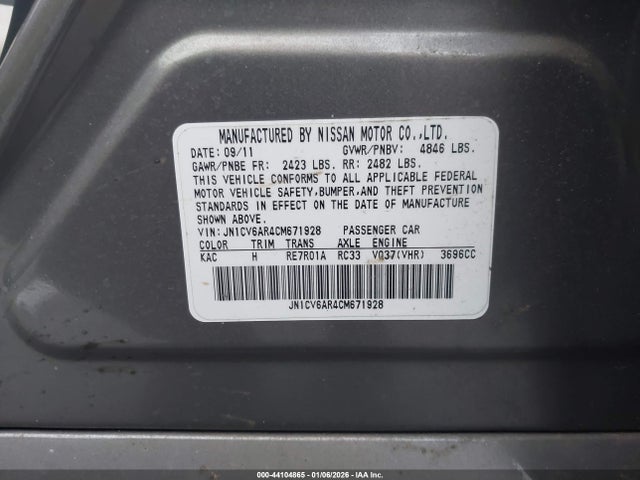 MANUFACTURED BY NISSAN MOTOR CO.,LTD.
DATE: 09/11 GVWR/PNBV: 4846 LBS.
GAWR/PNBE FR: 2423 LBS. RR: 2482 LBS.
THIS VEHICLE CONFORMS TO ALL APPLICABLE FEDERAL
MOTOR VEHICLE SAFETY,BUMPER,AND THEFT PREVENTION
STANDARDS IN EFFECT ON THE DATE OF MANUFACTURE
SHOWN ABOVE.
VIN: JN1CV6AR4CM671928 PASSENGER CAR
COLOR TRIM TRANS AXLE ENGINE
KAC H RE7R01A RC33 VQ37(VHR) 3696CC
JN1CV6AR4CM671928
000-44104865 - 01/06/2026 - IAA Inc.